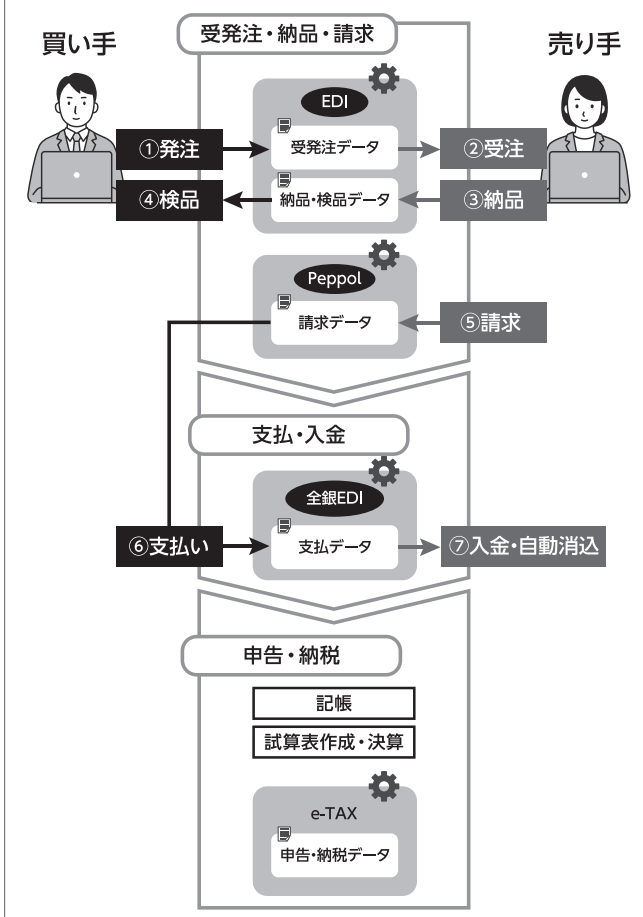 買い手
受発注・納品・請求
売り手
EDI
①発注
受発注データ
②受注
④検品
納品・検品データ
③納品
Peppol
請求データ
⑤請求
支払・入金
全銀EDI
⑥支払い
支払データ
⑦入金・自動消込
申告・納税
記帳
試算表作成・決算
e-TAX
申告・納税データ